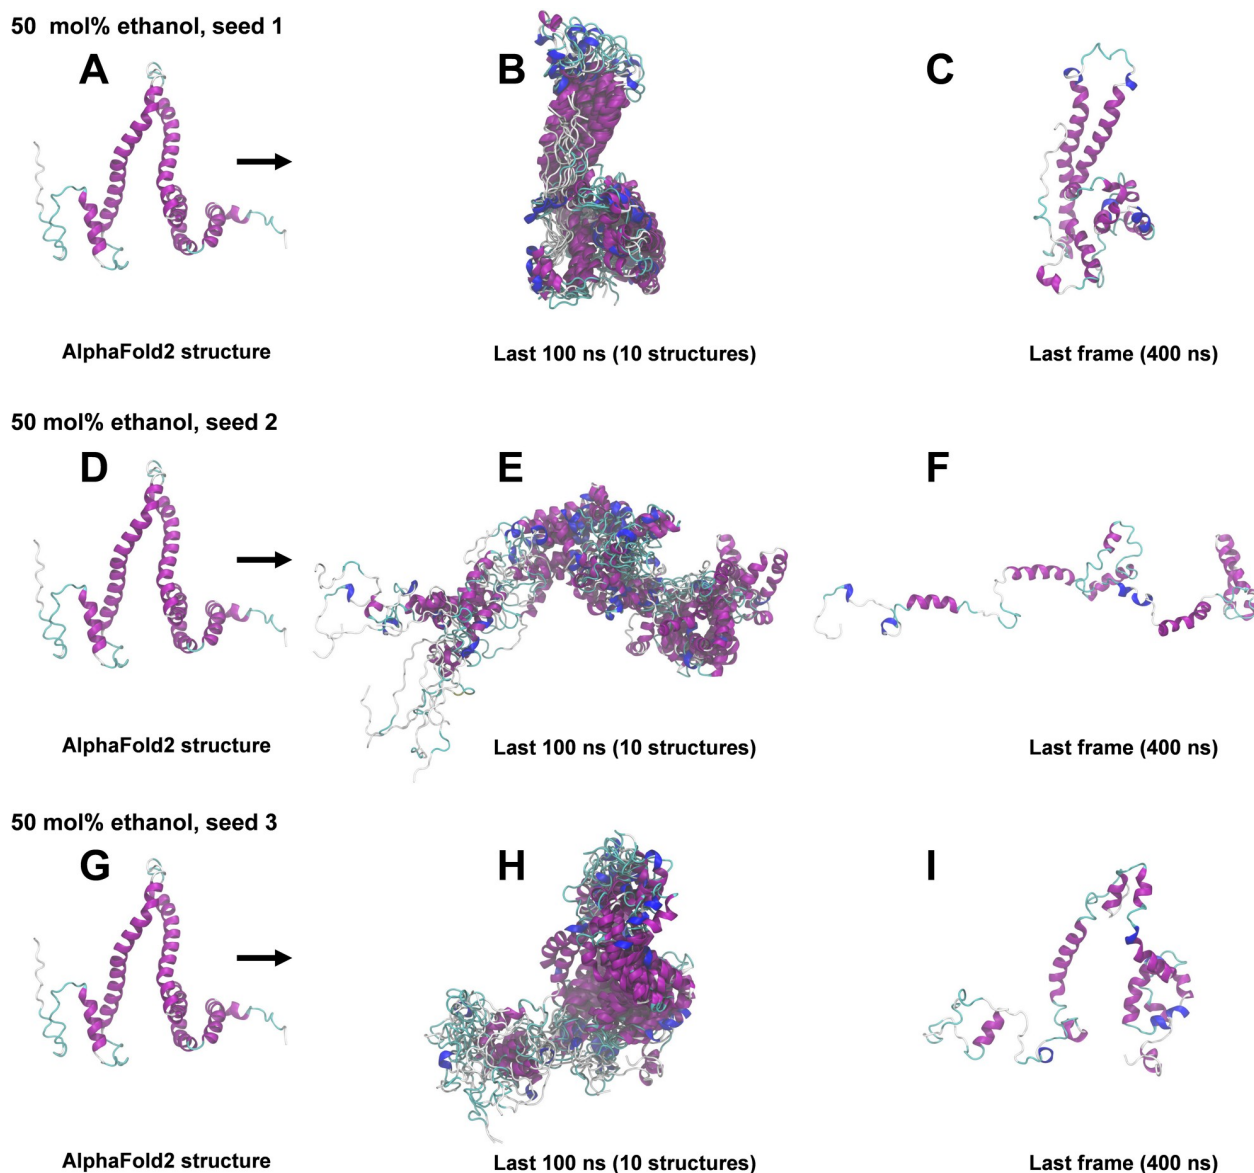 50 mol% ethanol, seed 1
A B C
AlphaFold2 structure Last 100 ns (10 structures) Last frame (400 ns)
50 mol% ethanol, seed 2
D E F
AlphaFold2 structure Last 100 ns (10 structures) Last frame (400 ns)
50 mol% ethanol, seed 3
G H I
AlphaFold2 structure Last 100 ns (10 structures) Last frame (400 ns)